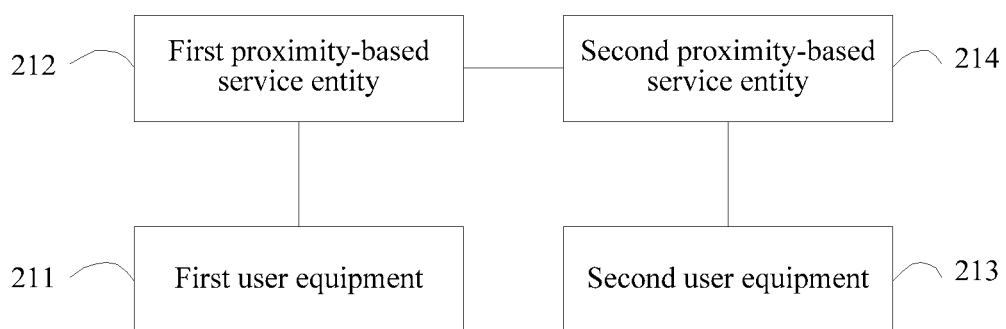 212
First proximity-based
service entity
Second proximity-based
service entity
214
211
First user equipment
Second user equipment
213